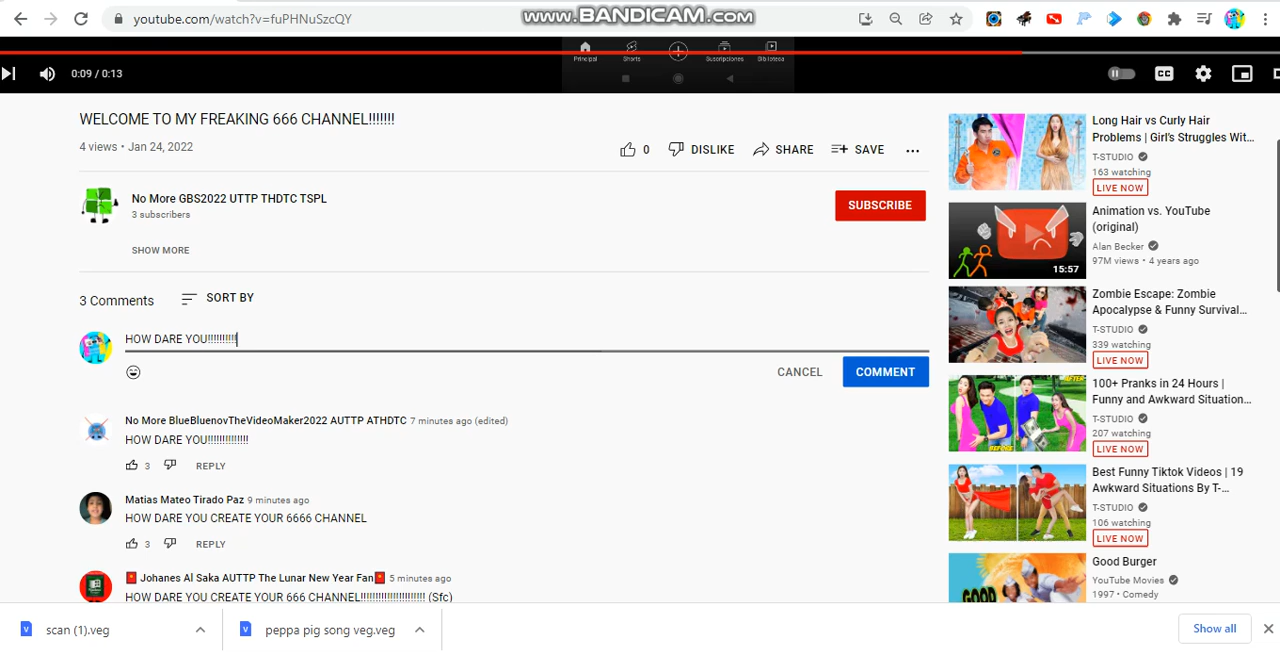 youtube.com/watch?v=fuPHNuSzcQY
www.BANDICAM.com
Principal Shorts Suscripciones Biblioteca
0:09 / 0:13
CC
WELCOME TO MY FREAKING 666 CHANNEL!!!!!!!
4 views • Jan 24, 2022
0 DISLIKE SHARE SAVE ...
No More GBS2022 UTTP THDTC TSPL
3 subscribers
SUBSCRIBE
SHOW MORE
3 Comments SORT BY
HOW DARE YOU!!!!!!!!!!
CANCEL COMMENT
No More BlueBluenovTheVideoMaker2022 AUTTP ATHDTC 7 minutes ago (edited)
HOW DARE YOU!!!!!!!!!!!!!!
3 REPLY
Matias Mateo Tirado Paz 9 minutes ago
HOW DARE YOU CREATE YOUR 6666 CHANNEL
3 REPLY
Johanes Al Saka AUTTP The Lunar New Year Fan 5 minutes ago
HOW DARE YOU CREATE YOUR 666 CHANNEL!!!!!!!!!!!!!!!!!!!!!! (Sfc)
Long Hair vs Curly Hair
Problems | Girl's Struggles Wit...
T-STUDIO
163 watching
LIVE NOW
Animation vs. YouTube
(original)
Alan Becker
97M views • 4 years ago
15:57
Zombie Escape: Zombie
Apocalypse & Funny Survival...
T-STUDIO
339 watching
LIVE NOW
100+ Pranks in 24 Hours |
Funny and Awkward Situation...
T-STUDIO
207 watching
LIVE NOW
Best Funny Tiktok Videos | 19
Awkward Situations By T-...
T-STUDIO
106 watching
LIVE NOW
Good Burger
YouTube Movies
1997 • Comedy
GOOD
scan (1).veg
peppa pig song veg.veg
Show all